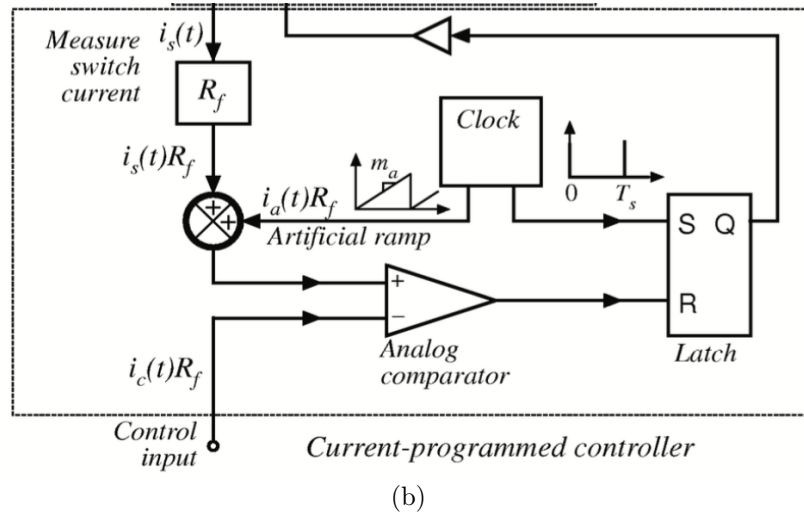 Measure
switch
current
i_s(t)
R_f
Clock
i_s(t)R_f
m_a
0
T_s
i_a(t)R_f
Artificial ramp
+
+
S Q
+
−
R
Analog
comparator
Latch
i_c(t)R_f
Control
input
Current-programmed controller
(b)